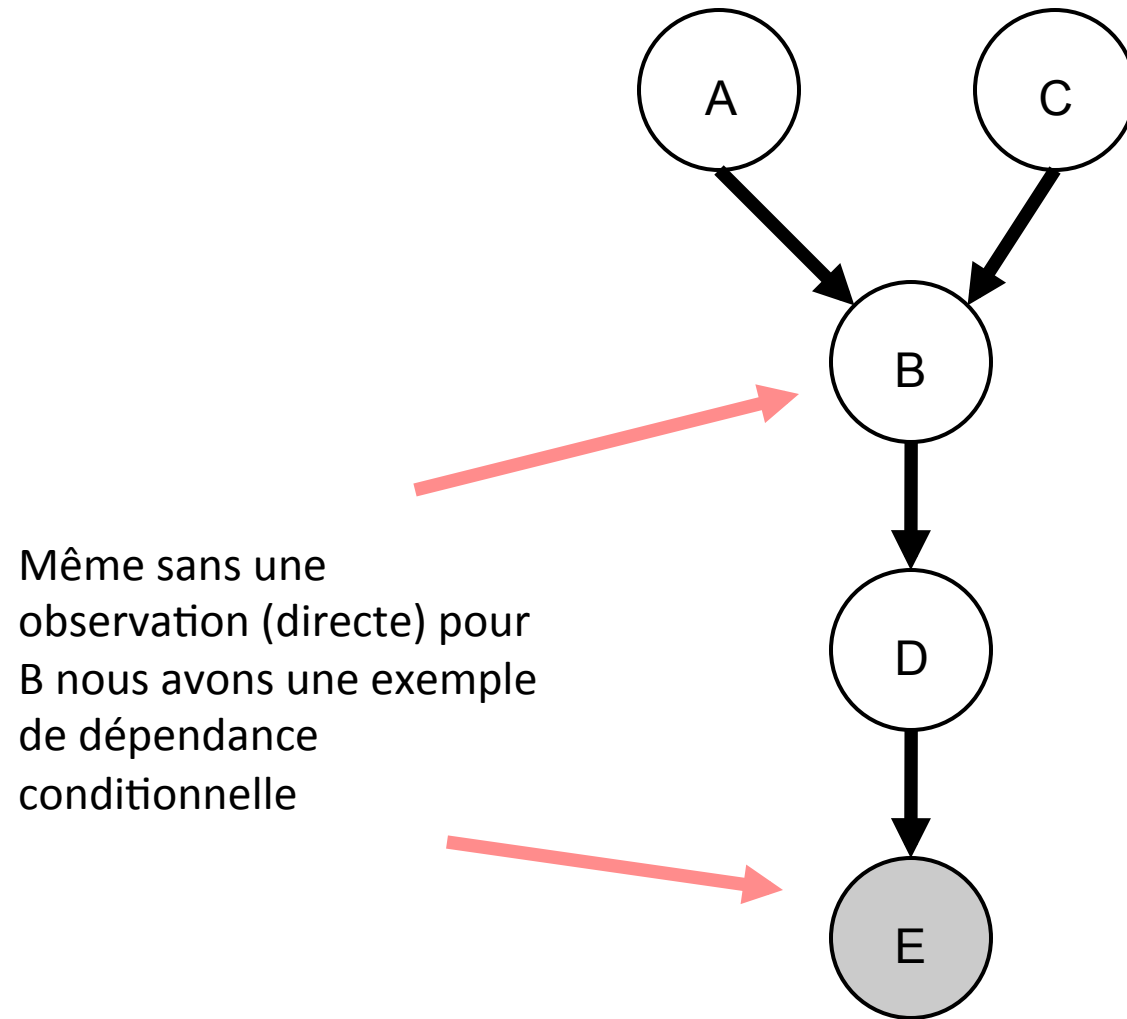 A
C
B
Même sans une
observation (directe) pour
B nous avons une exemple
de dépendance
conditionnelle
D
E